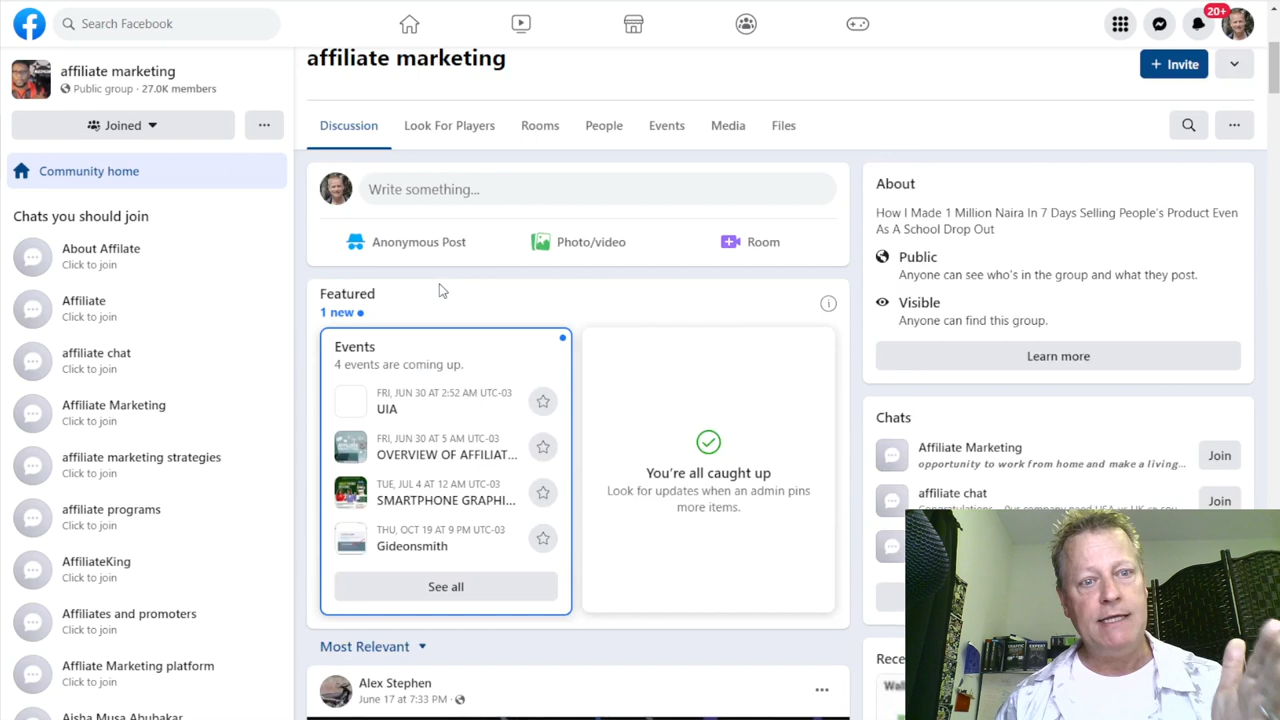 Search Facebook
20+
affiliate marketing
Public group · 27.0K members
Joined
Community home
Chats you should join
About Affilate
Click to join
Affiliate
Click to join
affiliate chat
Click to join
Affiliate Marketing
Click to join
affiliate marketing strategies
Click to join
affiliate programs
Click to join
AffiliateKing
Click to join
Affiliates and promoters
Click to join
Affliate Marketing platform
Click to join
Aisha Musa Abubakar
affiliate marketing
+ Invite
Discussion
Look For Players
Rooms
People
Events
Media
Files
Write something...
Anonymous Post
Photo/video
Room
Featured
1 new
Events
4 events are coming up.
FRI, JUN 30 AT 2:52 AM UTC-03
UIA
FRI, JUN 30 AT 5 AM UTC-03
OVERVIEW OF AFFILIAT...
TUE, JUL 4 AT 12 AM UTC-03
SMARTPHONE GRAPHI...
THU, OCT 19 AT 9 PM UTC-03
Gideonsmith
See all
You're all caught up
Look for updates when an admin pins
more items.
Most Relevant
Alex Stephen
June 17 at 7:33 PM ·
About
How I Made 1 Million Naira In 7 Days Selling People's Product Even
As A School Drop Out
Public
Anyone can see who's in the group and what they post.
Visible
Anyone can find this group.
Learn more
Chats
Affiliate Marketing
opportunity to work from home and make a living...
Join
affiliate chat
Join
Rece
EXPERT